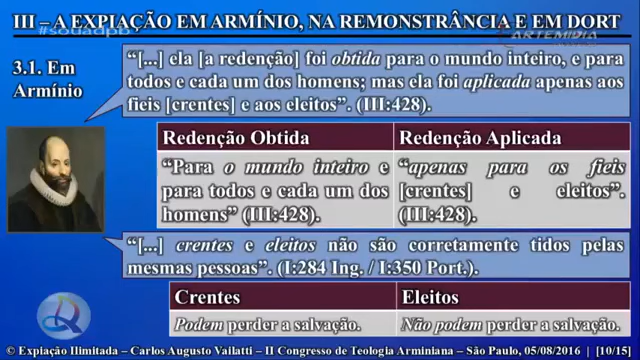 III – A EXPIAÇÃO EM ARMÍNIO, NA REMONSTRÂNCIA E EM DORT
#souadpb
ARTEMIDIA
3.1. Em
Armínio
“[...] ela [a redenção] foi obtida para o mundo inteiro, e para
todos e cada um dos homens; mas ela foi aplicada apenas aos
fieis [crentes] e aos eleitos”. (III:428).
Redenção Obtida
Redenção Aplicada
“Para o mundo inteiro e
para todos e cada um dos
homens” (III:428).
“apenas para os fieis
[crentes] e eleitos”.
(III:428).
“[...] crentes e eleitos não são corretamente tidos pelas
mesmas pessoas”. (I:284 Ing. / I:350 Port.).
Crentes
Eleitos
Podem perder a salvação.
Não podem perder a salvação.
© Expiação Ilimitada – Carlos Augusto Vailatti – II Congresso de Teologia Arminiana – São Paulo, 05/08/2016 | [10/15]